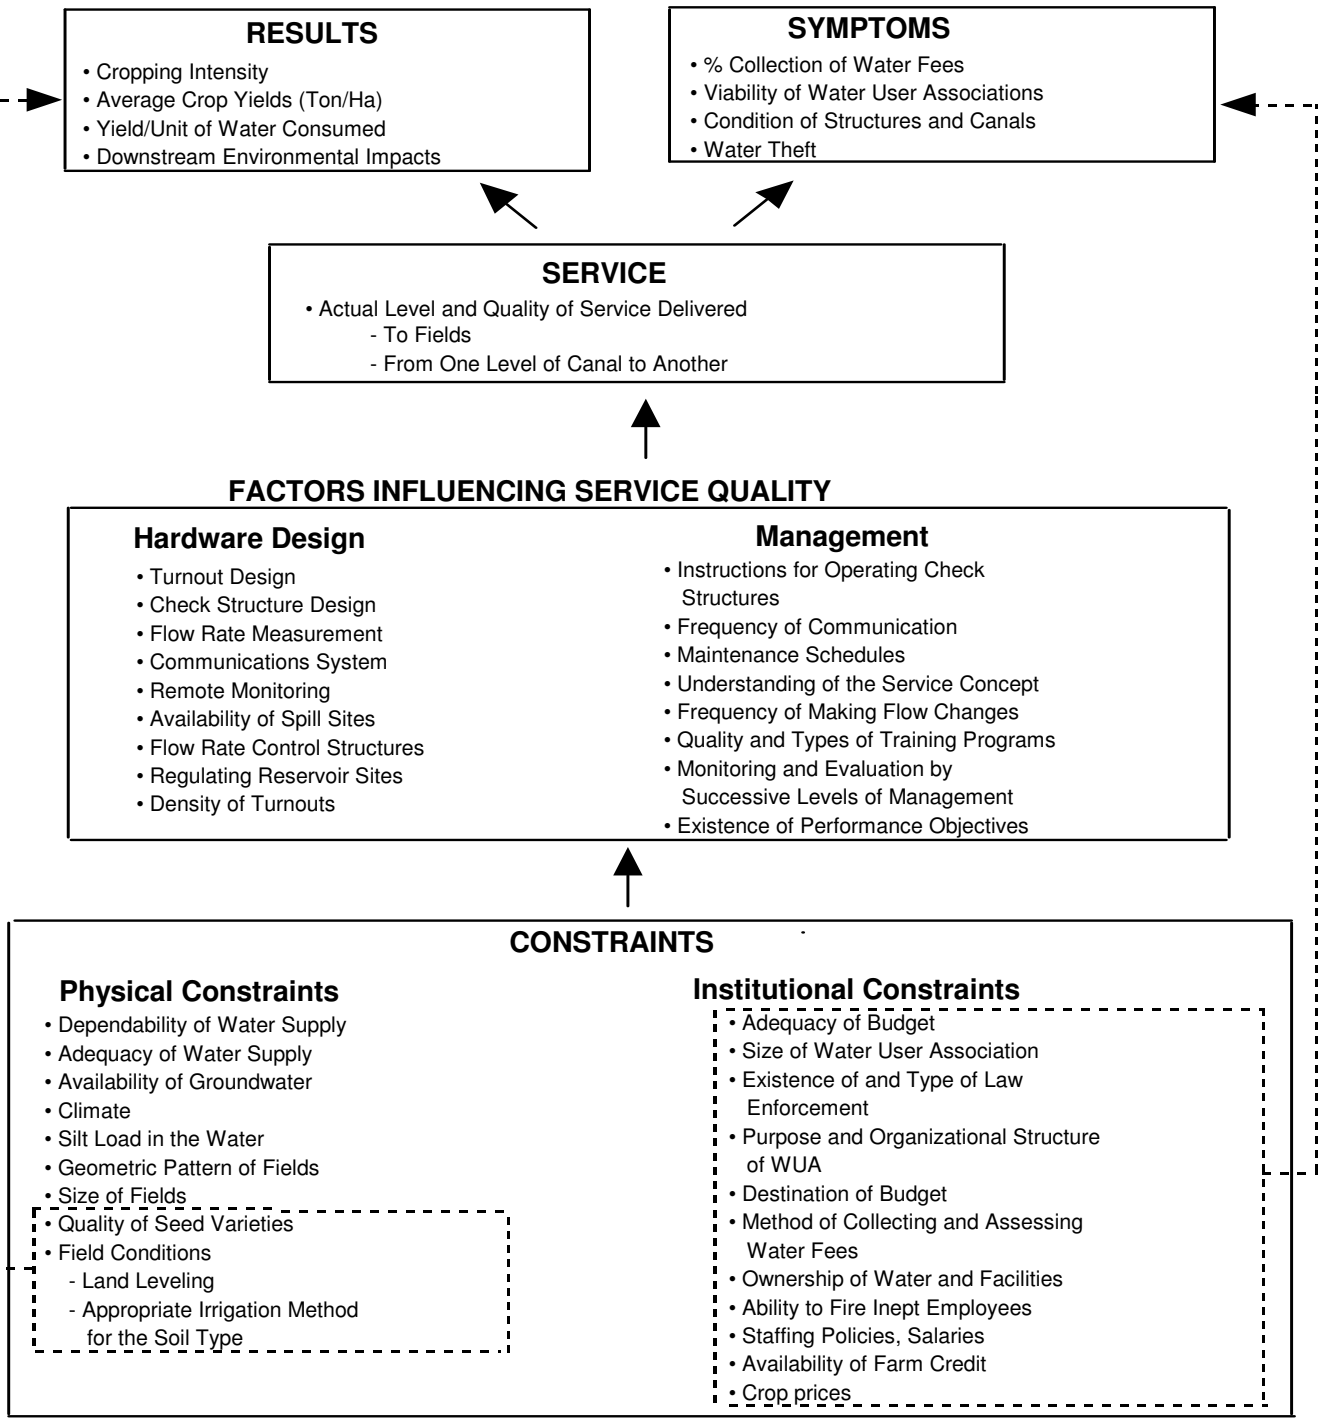 RESULTS
• Cropping Intensity
• Average Crop Yields (Ton/Ha)
• Yield/Unit of Water Consumed
• Downstream Environmental Impacts
SYMPTOMS
• % Collection of Water Fees
• Viability of Water User Associations
• Condition of Structures and Canals
• Water Theft
SERVICE
• Actual Level and Quality of Service Delivered
- To Fields
- From One Level of Canal to Another
FACTORS INFLUENCING SERVICE QUALITY
Hardware Design
• Turnout Design
• Check Structure Design
• Flow Rate Measurement
• Communications System
• Remote Monitoring
• Availability of Spill Sites
• Flow Rate Control Structures
• Regulating Reservoir Sites
• Density of Turnouts
Management
• Instructions for Operating Check
Structures
• Frequency of Communication
• Maintenance Schedules
• Understanding of the Service Concept
• Frequency of Making Flow Changes
• Quality and Types of Training Programs
• Monitoring and Evaluation by
Successive Levels of Management
• Existence of Performance Objectives
CONSTRAINTS
Physical Constraints
• Dependability of Water Supply
• Adequacy of Water Supply
• Availability of Groundwater
• Climate
• Silt Load in the Water
• Geometric Pattern of Fields
• Size of Fields
• Quality of Seed Varieties
• Field Conditions
- Land Leveling
- Appropriate Irrigation Method
for the Soil Type
Institutional Constraints
• Adequacy of Budget
• Size of Water User Association
• Existence of and Type of Law
Enforcement
• Purpose and Organizational Structure
of WUA
• Destination of Budget
• Method of Collecting and Assessing
Water Fees
• Ownership of Water and Facilities
• Ability to Fire Inept Employees
• Staffing Policies, Salaries
• Availability of Farm Credit
• Crop prices